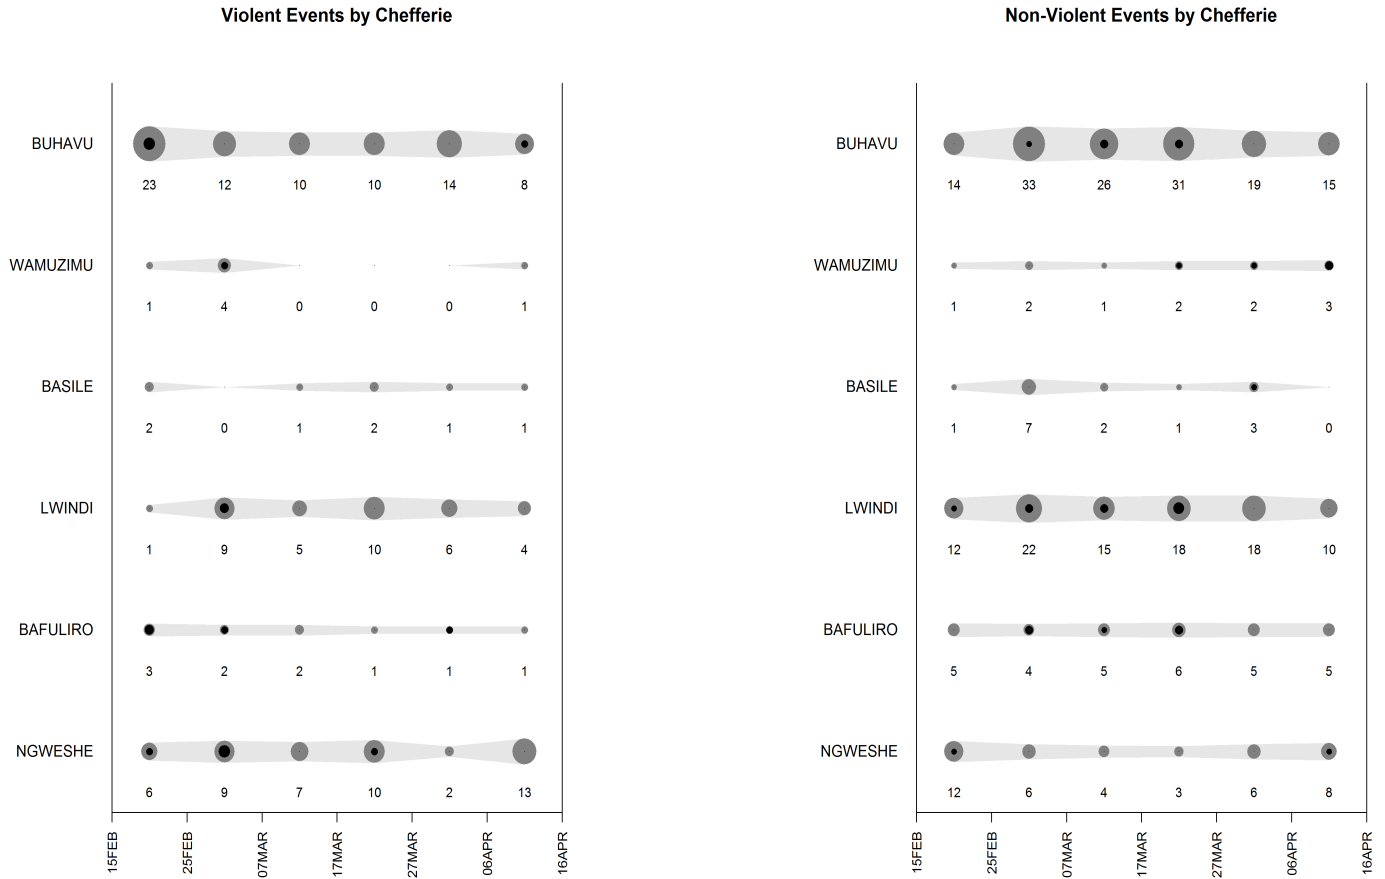 Violent Events by Chefferie
BUHAVU
23 12 10 10 14 8
WAMUZIMU
1 4 0 0 0 1
BASILE
2 0 1 2 1 1
LWINDI
1 9 5 10 6 4
BAFULIRO
3 2 2 1 1 1
NGWESHE
6 9 7 10 2 13
15FEB 25FEB 07MAR 17MAR 27MAR 06APR 16APR
Non-Violent Events by Chefferie
BUHAVU
14 33 26 31 19 15
WAMUZIMU
1 2 1 2 2 3
BASILE
1 7 2 1 3 0
LWINDI
12 22 15 18 18 10
BAFULIRO
5 4 5 6 5 5
NGWESHE
12 6 4 3 6 8
15FEB 25FEB 07MAR 17MAR 27MAR 06APR 16APR